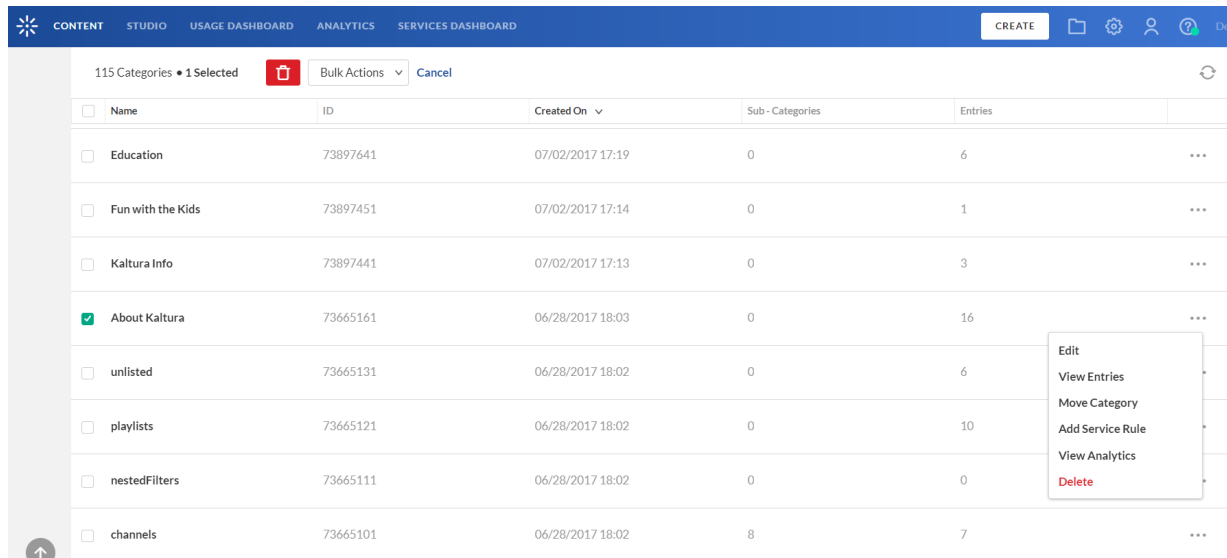 CONTENT STUDIO USAGE DASHBOARD ANALYTICS SERVICES DASHBOARD CREATE
115 Categories • 1 Selected Bulk Actions Cancel
Name ID Created On Sub - Categories Entries
Education 73897641 07/02/2017 17:19 0 6
Fun with the Kids 73897451 07/02/2017 17:14 0 1
Kaltura Info 73897441 07/02/2017 17:13 0 3
About Kaltura 73665161 06/28/2017 18:03 0 16
Edit
unlisted 73665131 06/28/2017 18:02 0 6
View Entries
Move Category
playlists 73665121 06/28/2017 18:02 0 10
Add Service Rule
View Analytics
nestedFilters 73665111 06/28/2017 18:02 0 0
Delete
channels 73665101 06/28/2017 18:02 8 7